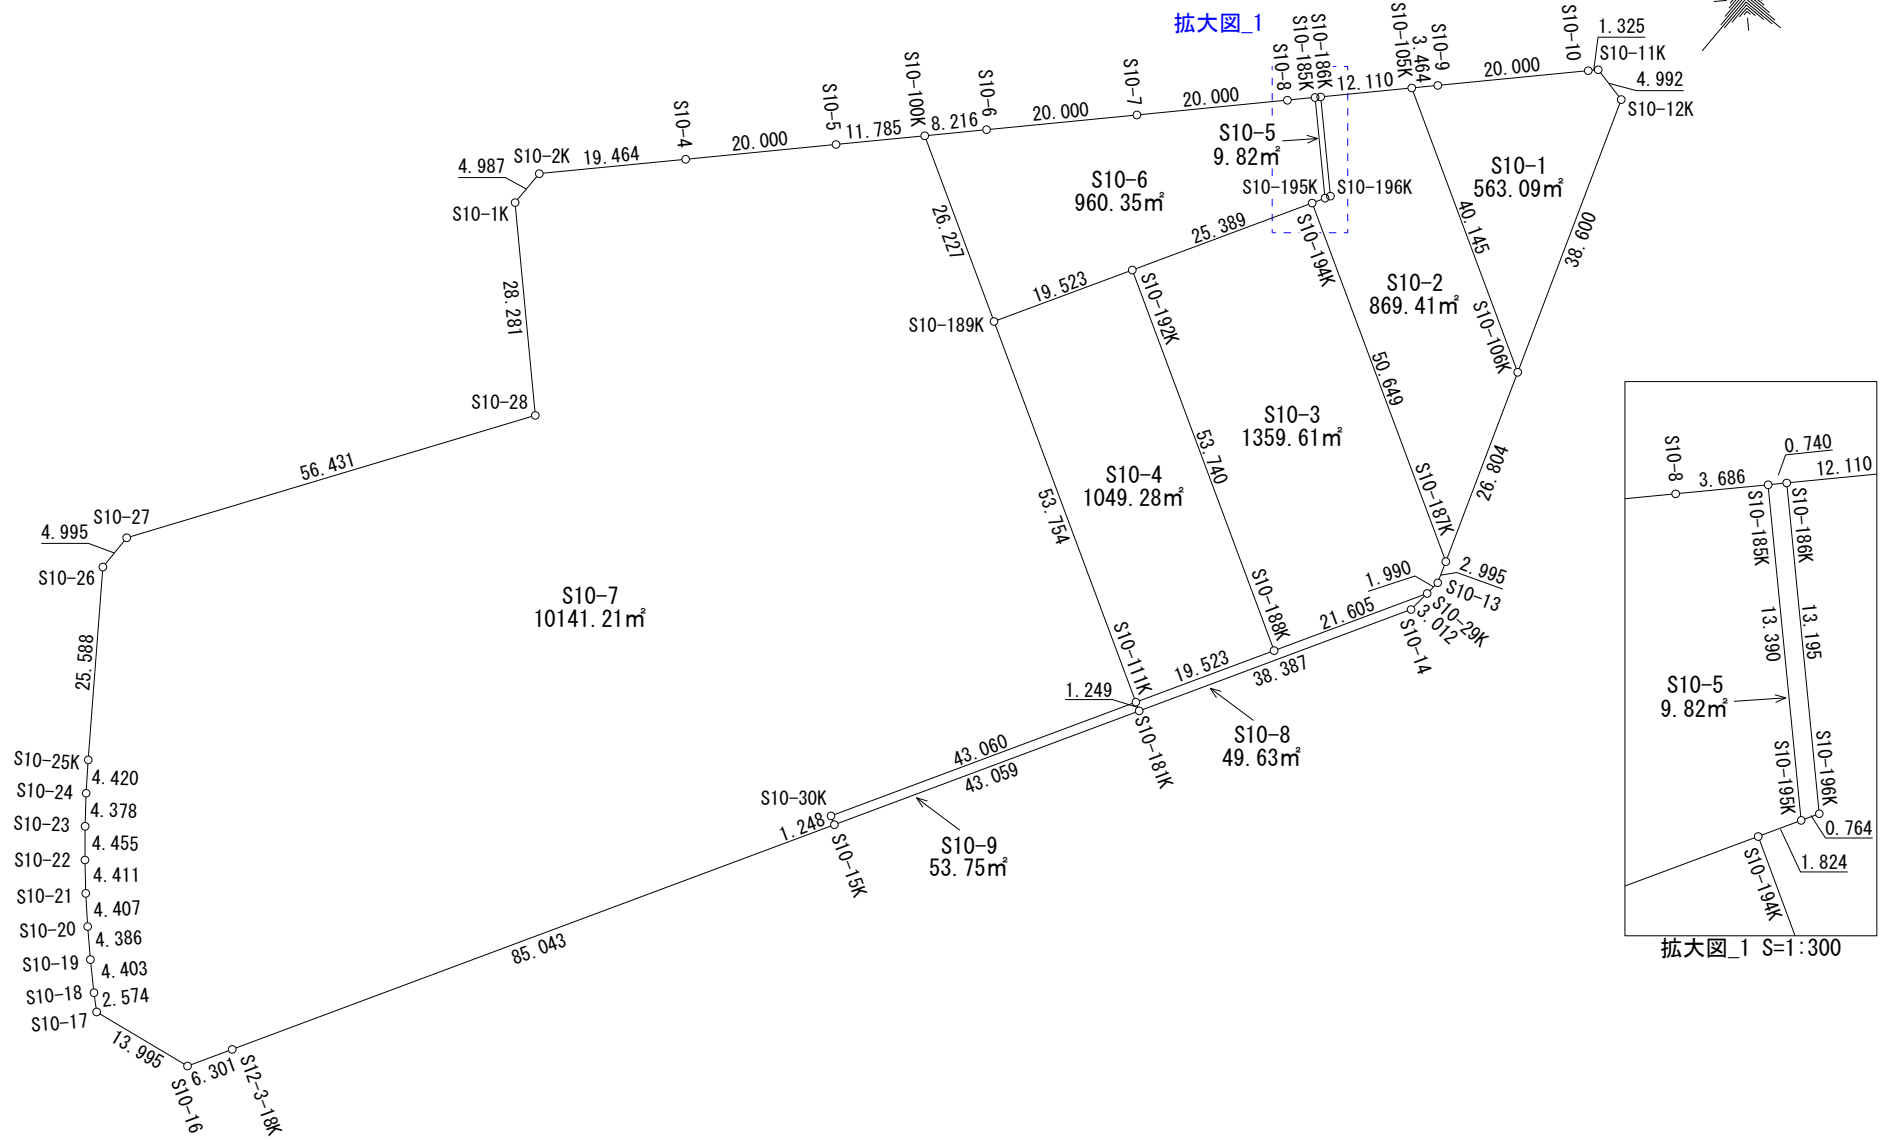 拡大図_1
S10-8
S10-185K
S10-186K
12.110
S10-105K
3.464
S10-9
20.000
S10-10
1.325
S10-11K
4.992
S10-12K
S10-7
20.000
20.000
S10-6
8.216
S10-100K
11.785
S10-5
20.000
S10-4
19.464
S10-2K
4.987
S10-1K
S10-5
9.82㎡
S10-1
563.09㎡
S10-6
960.35㎡
S10-195K
S10-196K
S10-194K
26.227
25.389
40.145
38.600
28.281
19.523
S10-192K
S10-189K
S10-2
869.41㎡
S10-106K
50.649
S10-28
S10-3
1359.61㎡
56.431
53.740
S10-4
1049.28㎡
53.754
26.804
S10-187K
S10-27
4.995
S10-26
S10-7
10141.21㎡
1.990
2.995
S10-13
S10-29K
3.012
S10-14
21.605
S10-188K
19.523
38.387
S10-111K
1.249
S10-181K
S10-8
49.63㎡
25.588
43.060
43.059
S10-30K
1.248
S10-15K
S10-9
53.75㎡
S10-25K
4.420
S10-24
4.378
S10-23
4.455
S10-22
4.411
S10-21
4.407
S10-20
4.386
S10-19
4.403
S10-18
2.574
S10-17
13.995
S10-16
6.301
S12-3-18K
85.043
S10-8
3.686
0.740
12.110
S10-185K
S10-186K
13.390
13.195
S10-5
9.82㎡
S10-195K
S10-196K
0.764
1.824
S10-194K
拡大図_1 S=1:300